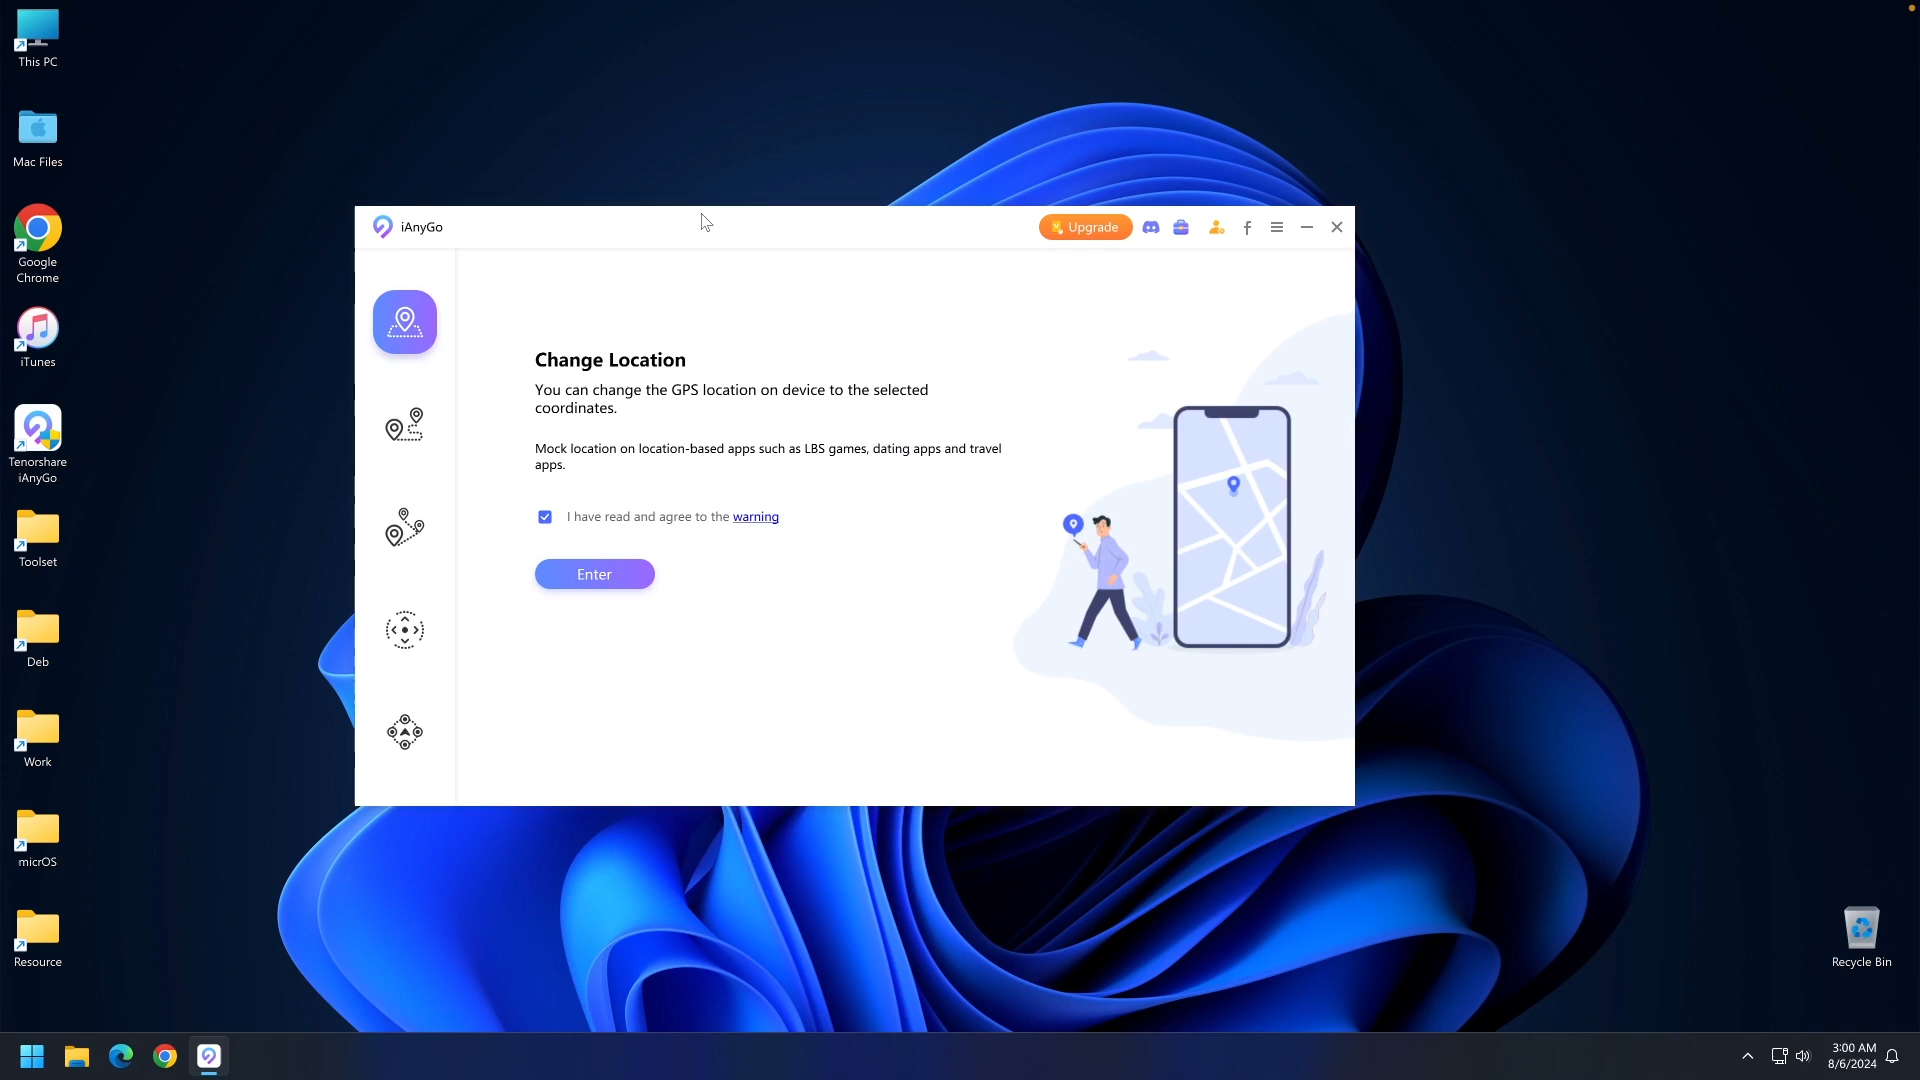 This PC
Mac Files
Google
Chrome
iTunes
Tenorshare
iAnyGo
Toolset
Deb
Work
micrOS
Resource
iAnyGo
Upgrade
Change Location
You can change the GPS location on device to the selected
coordinates.
Mock location on location-based apps such as LBS games, dating apps and travel
apps.
I have read and agree to the warning
Enter
Recycle Bin
3:00 AM
8/6/2024